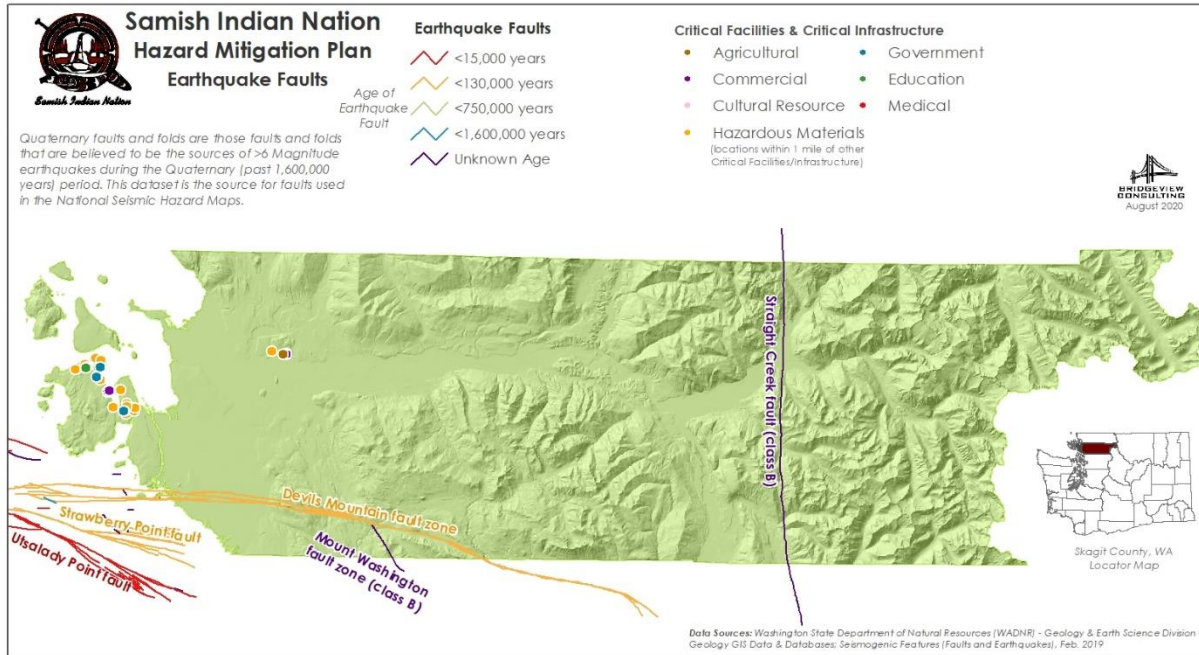 Samish Indian Nation
Hazard Mitigation Plan
Earthquake Faults
Samish Indian Nation
Quaternary faults and folds are those faults and folds
that are believed to be the sources of >6 Magnitude
earthquakes during the Quaternary (past 1,600,000
years) period. This dataset is the source for faults used
in the National Seismic Hazard Maps.
Earthquake Faults
Age of
Earthquake
Fault
<15,000 years
<130,000 years
<750,000 years
<1,600,000 years
Unknown Age
Critical Facilities & Critical Infrastructure
Agricultural
Commercial
Cultural Resource
Hazardous Materials
(locations within 1 mile of other
Critical Facilities/Infrastructure)
Government
Education
Medical
BRIDGEVIEW
CONSULTING
August 2020
Straight Creek fault (class B)
Devils Mountain fault zone
Strawberry Point fault
Utsalady Point fault
Mount Washington
fault zone (class B)
Skagit County, WA
Locator Map
Data Sources: Washington State Department of Natural Resources (WADNR) - Geology & Earth Science Division
Geology GIS Data & Databases: Seismogenic Features (Faults and Earthquakes), Feb. 2019